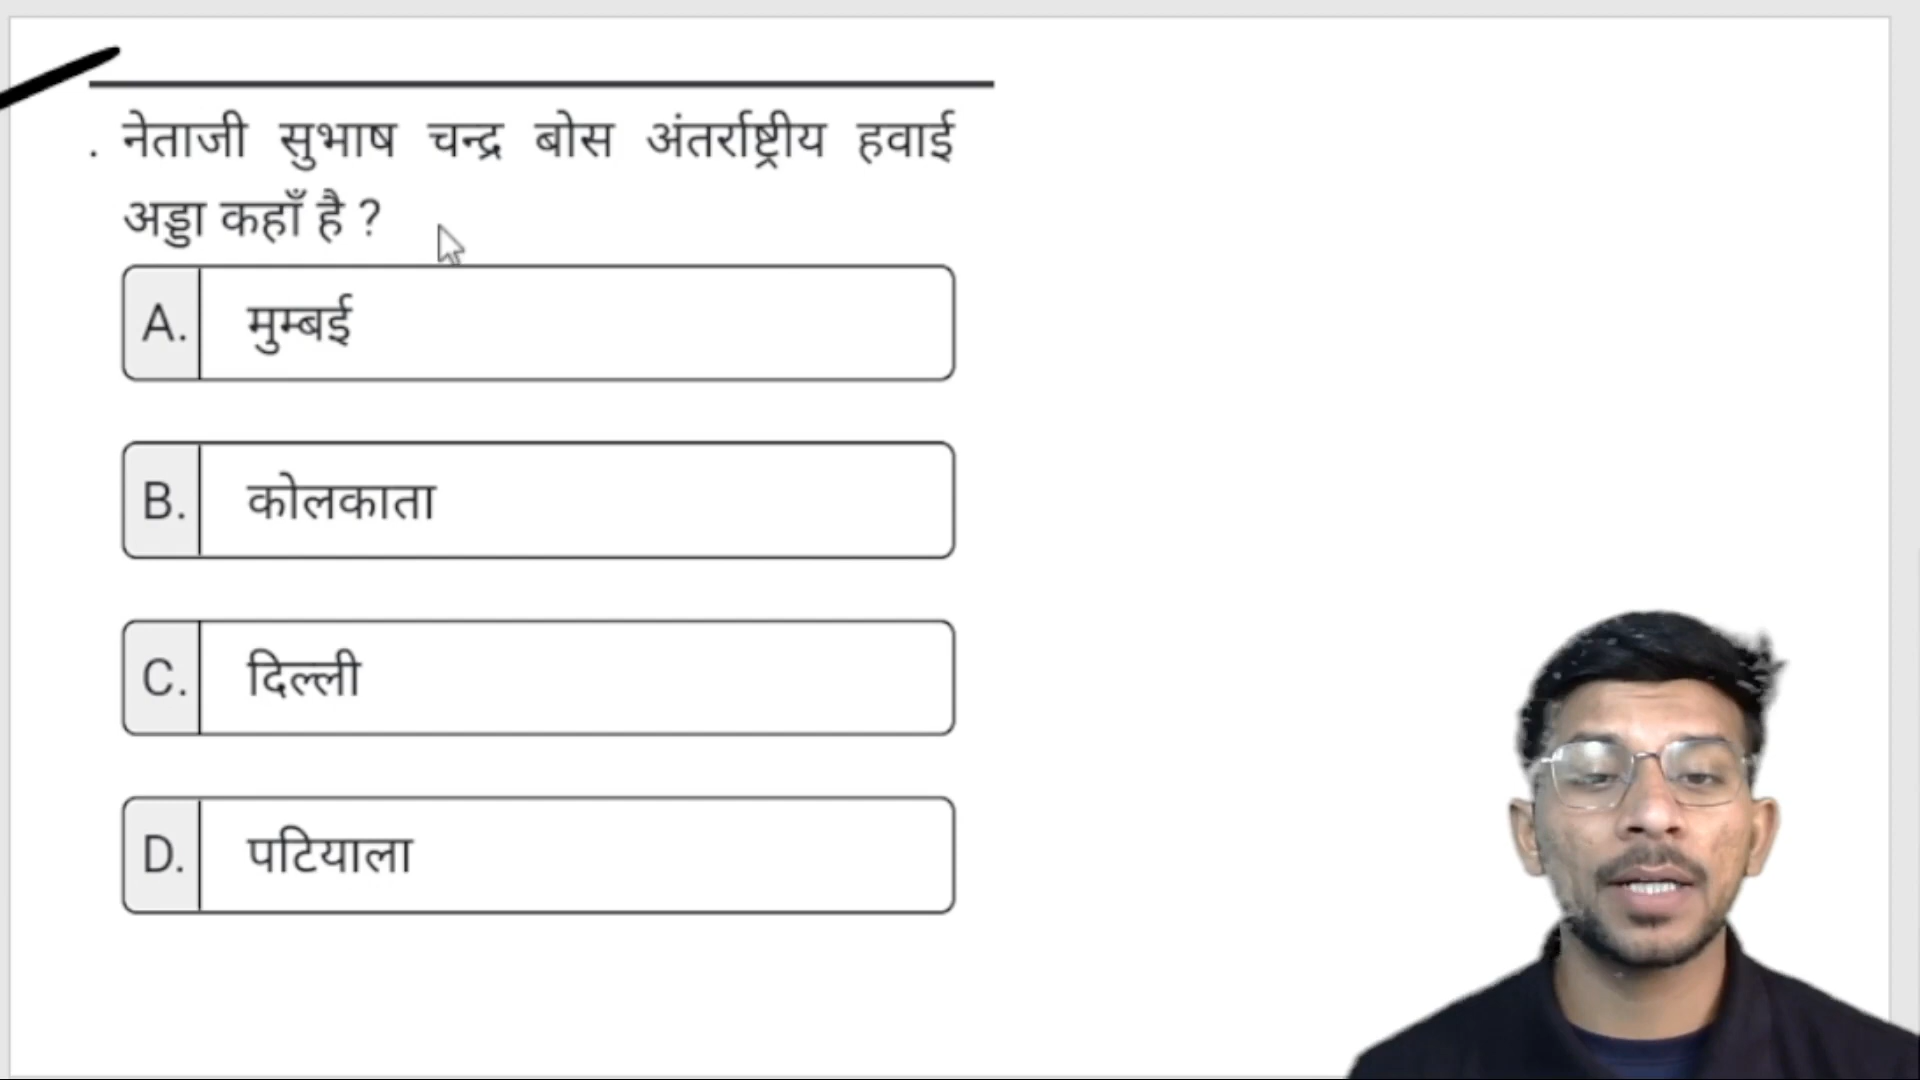 . नेताजी सुभाष चन्द्र बोस अंतर्राष्ट्रीय हवाई
अड्डा कहाँ है ?
A. मुम्बई
B. कोलकाता
C. दिल्ली
D. पटियाला